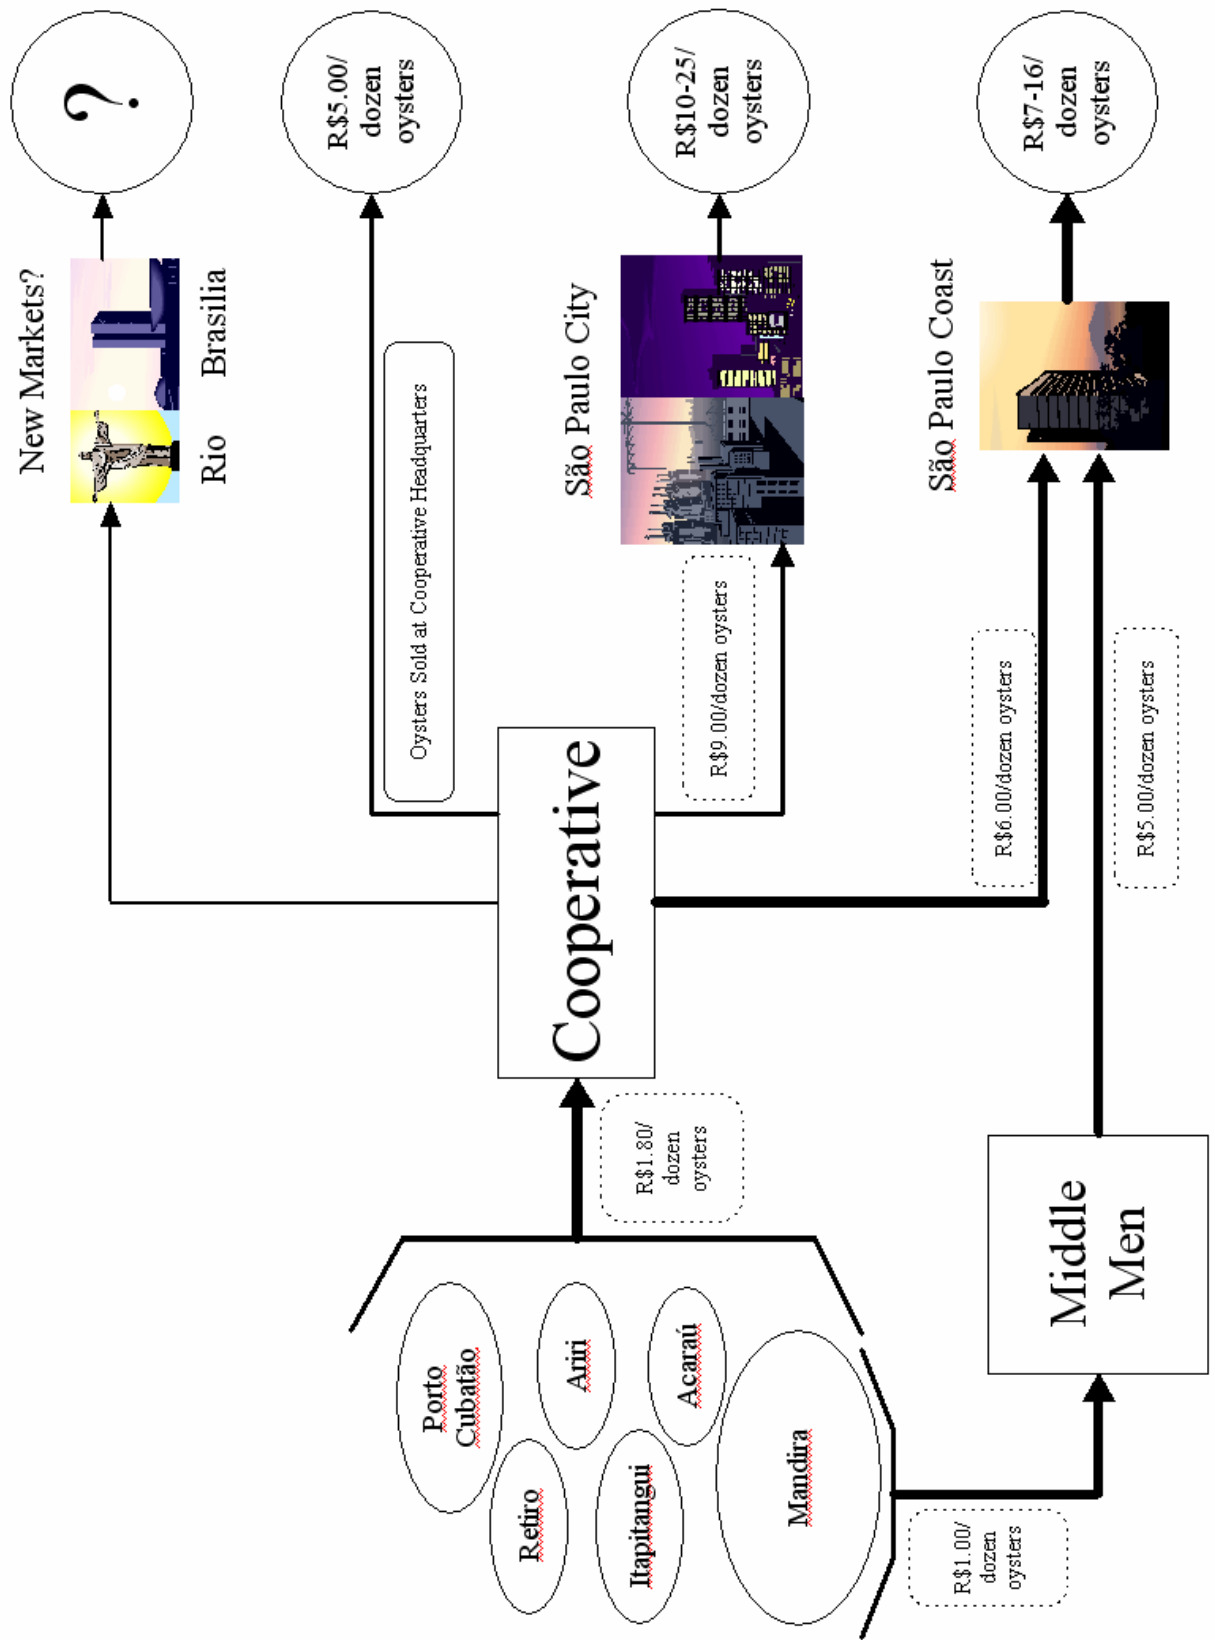 New Markets?
Rio
Brasilia
?
R$5.00/
dozen
oysters
Oysters Sold at Cooperative Headquarters
São Paulo City
R$10-25/
dozen
oysters
R$9.00/dozen oysters
São Paulo Coast
R$7-16/
dozen
oysters
R$6.00/dozen oysters
R$5.00/dozen oysters
Cooperative
R$1.80/
dozen
oysters
Porto
Cubatão
Retiro
Ariri
Itapitangui
Acaraú
Mandira
R$1.00/
dozen
oysters
Middle
Men